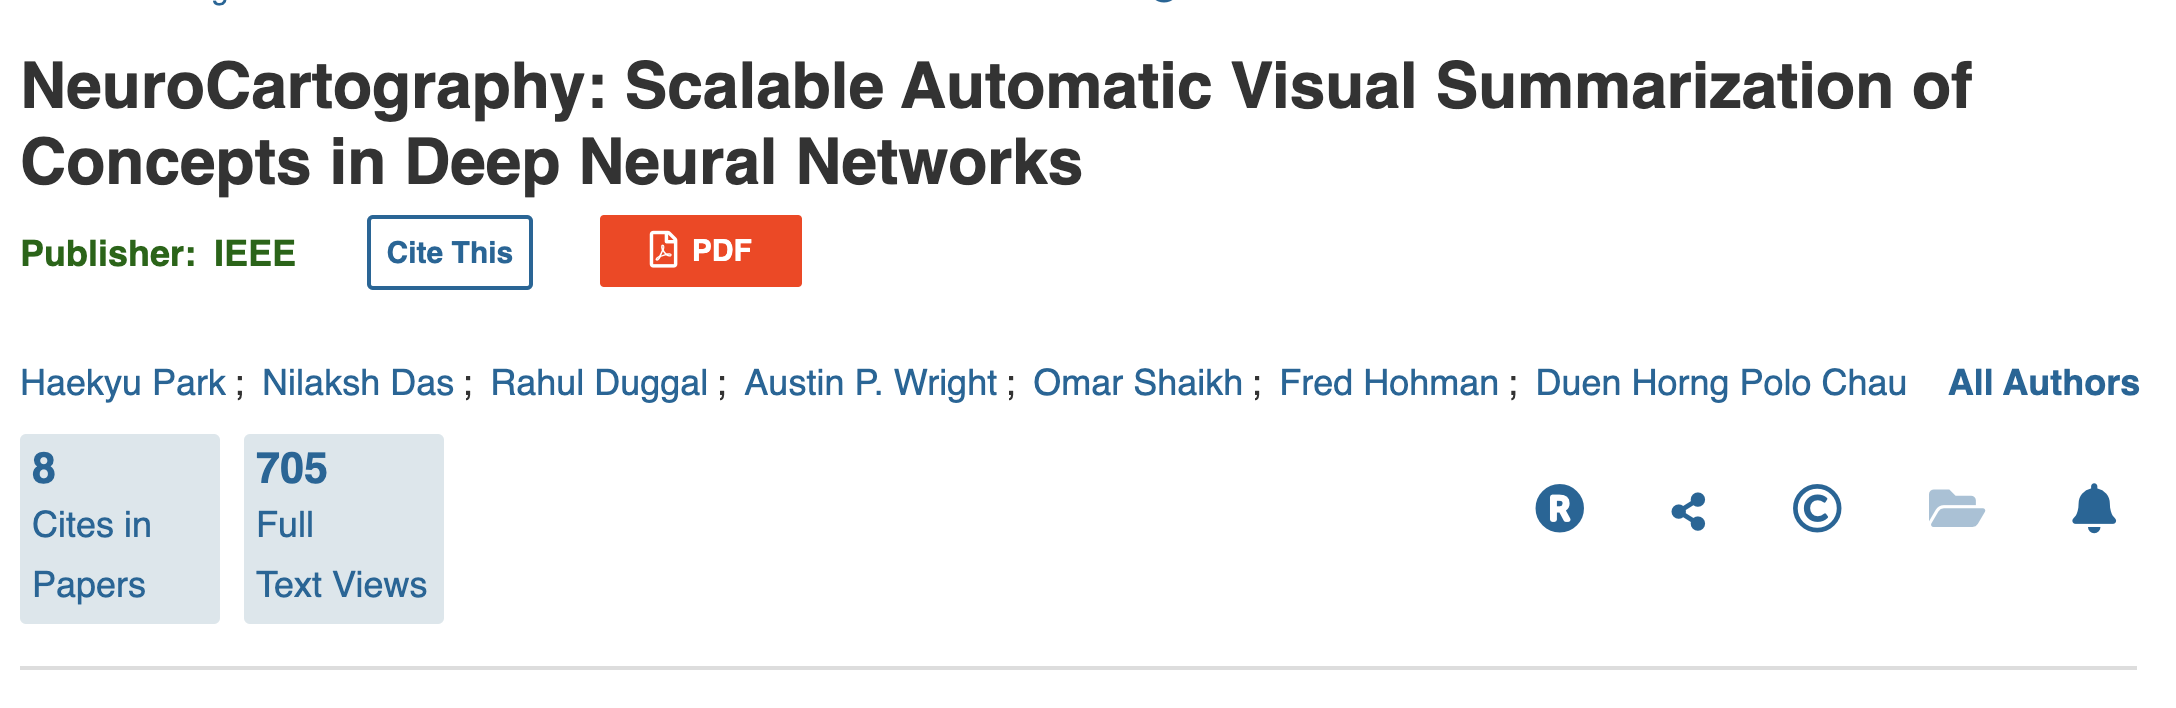 NeuroCartography: Scalable Automatic Visual Summarization of
Concepts in Deep Neural Networks
Publisher: IEEE Cite This PDF
Haekyu Park ; Nilaksh Das ; Rahul Duggal ; Austin P. Wright ; Omar Shaikh ; Fred Hohman ; Duen Horng Polo Chau All Authors
8
Cites in
Papers
705
Full
Text Views
R
©